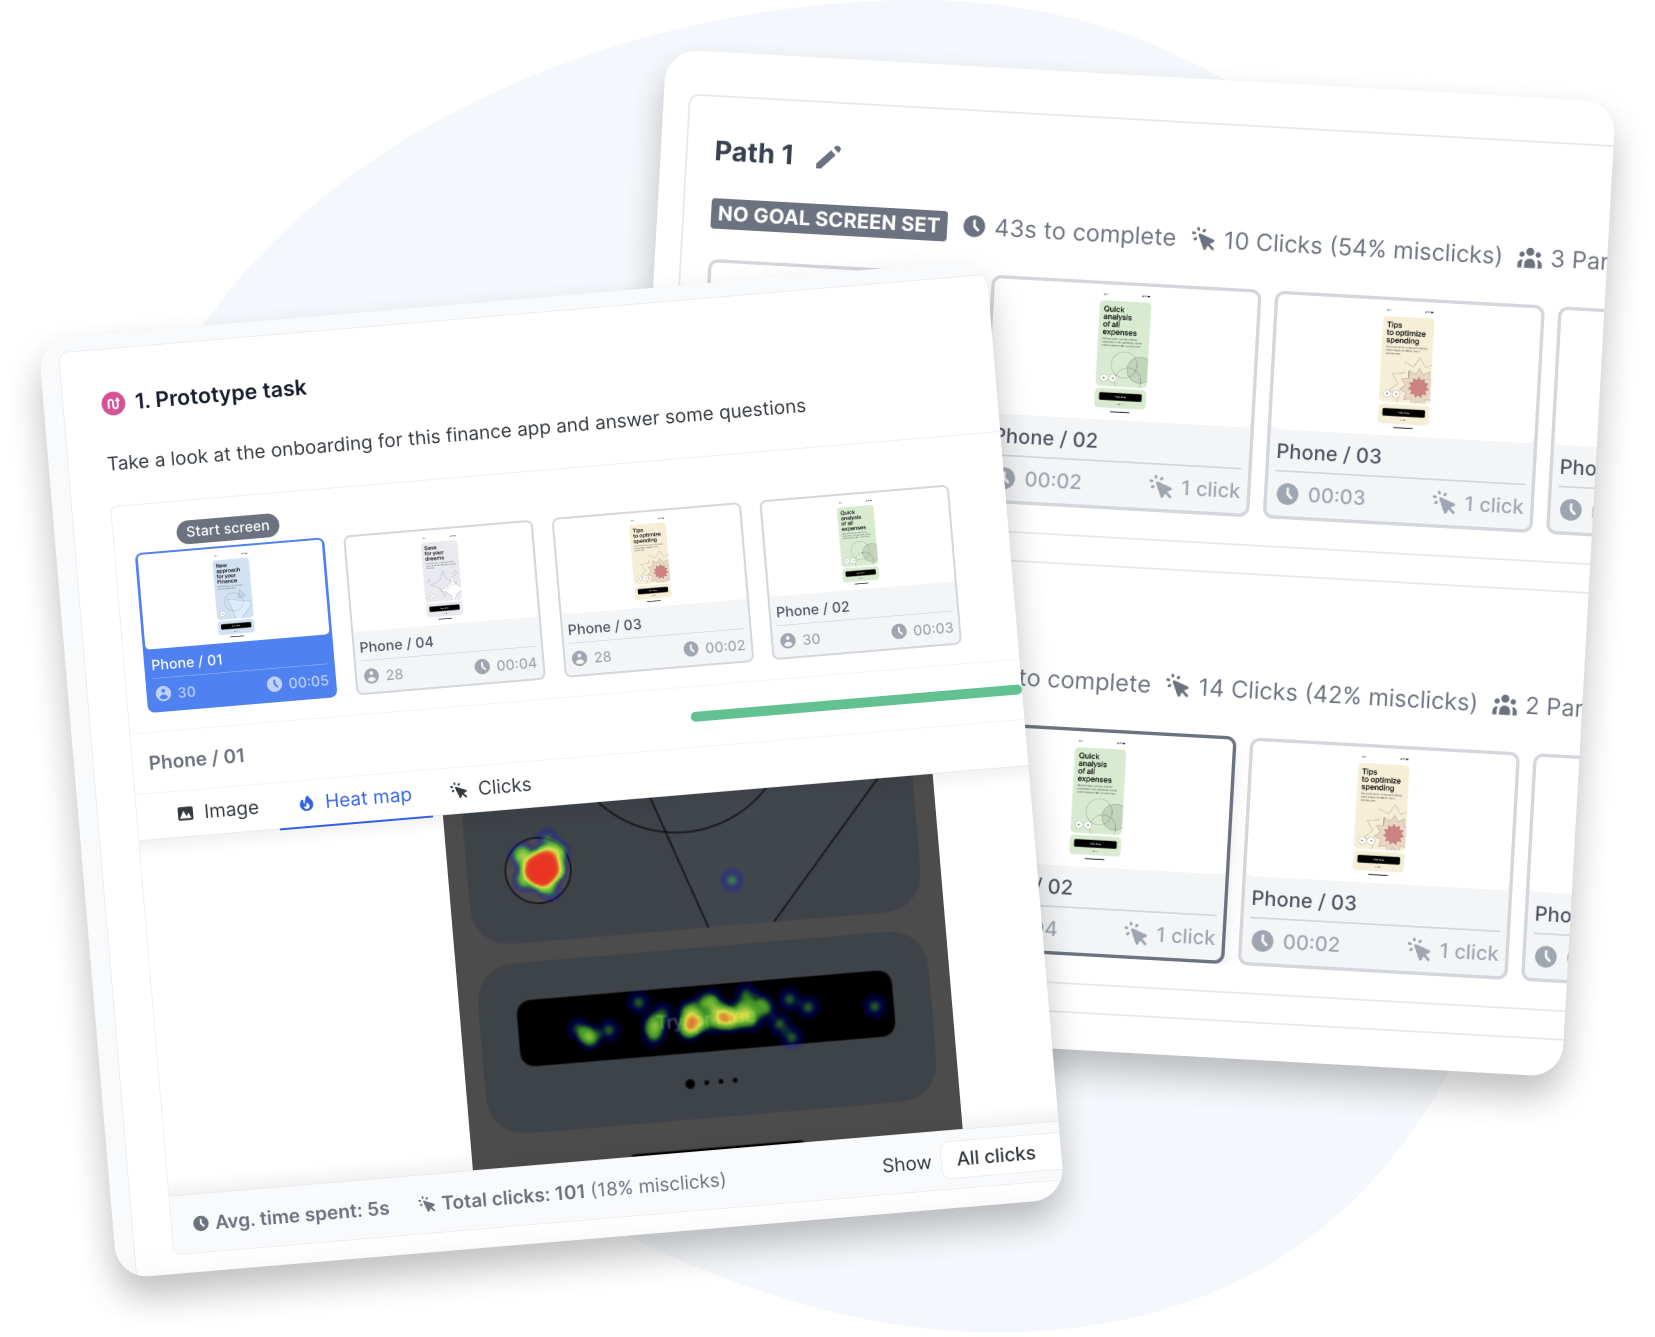 Path 1
NO GOAL SCREEN SET 43s to complete 10 Clicks (54% misclicks) 3 Par
Quick
analysis
of all
expenses
Phone / 02
00:02 1 click
Tips
to optimize
spending
Phone / 03
00:03 1 click
Pho
to complete 14 Clicks (42% misclicks) 2 Par
Quick
analysis
of all
expenses
/ 02
4 1 click
Tips
to optimize
spending
Phone / 03
00:02 1 click
Pho
1. Prototype task
Take a look at the onboarding for this finance app and answer some questions
Start screen
New
approach
for your
Finance
Phone / 01
30 00:05
Save
for your
dreams
Phone / 04
28 00:04
Tips
to optimize
spending
Phone / 03
28 00:02
Quick
analysis
of all
expenses
Phone / 02
30 00:03
Phone / 01
Image Heat map Clicks
Avg. time spent: 5s Total clicks: 101 (18% misclicks) Show All clicks